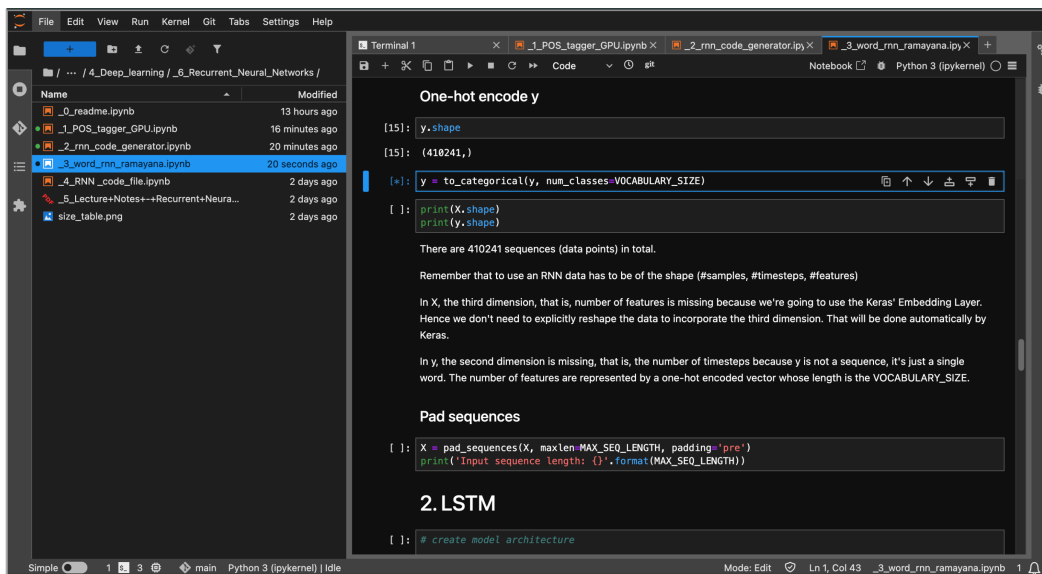 File Edit View Run Kernel Git Tabs Settings Help
/ ... / 4_Deep_learning / _6_Recurrent_Neural_Networks /
Name Modified
_0_readme.ipynb 13 hours ago
_1_POS_tagger_GPU.ipynb 16 minutes ago
_2_rnn_code_generator.ipynb 20 minutes ago
_3_word_rnn_ramayana.ipynb 20 seconds ago
_4_RNN _code_file.ipynb 2 days ago
_5_Lecture+Notes+-+Recurrent+Neura... 2 days ago
size_table.png 2 days ago
Terminal 1 _1_POS_tagger_GPU.ipynb _2_rnn_code_generator.ipy _3_word_rnn_ramayana.ipy
Code git Notebook Python 3 (ipykernel)
One-hot encode y
[15]: y.shape
[15]: (410241,)
[*]: y = to_categorical(y, num_classes=VOCABULARY_SIZE)
[ ]: print(X.shape)
print(y.shape)
There are 410241 sequences (data points) in total.
Remember that to use an RNN data has to be of the shape (#samples, #timesteps, #features)
In X, the third dimension, that is, number of features is missing because we're going to use the Keras' Embedding Layer.
Hence we don't need to explicitly reshape the data to incorporate the third dimension. That will be done automatically by
Keras.
In y, the second dimension is missing, that is, the number of timesteps because y is not a sequence, it's just a single
word. The number of features are represented by a one-hot encoded vector whose length is the VOCABULARY_SIZE.
Pad sequences
[ ]: X = pad_sequences(X, maxlen=MAX_SEQ_LENGTH, padding='pre')
print('Input sequence length: {}'.format(MAX_SEQ_LENGTH))
2. LSTM
[ ]: # create model architecture
Simple 1 3 main Python 3 (ipykernel) | Idle Mode: Edit Ln 1, Col 43 _3_word_rnn_ramayana.ipynb 1